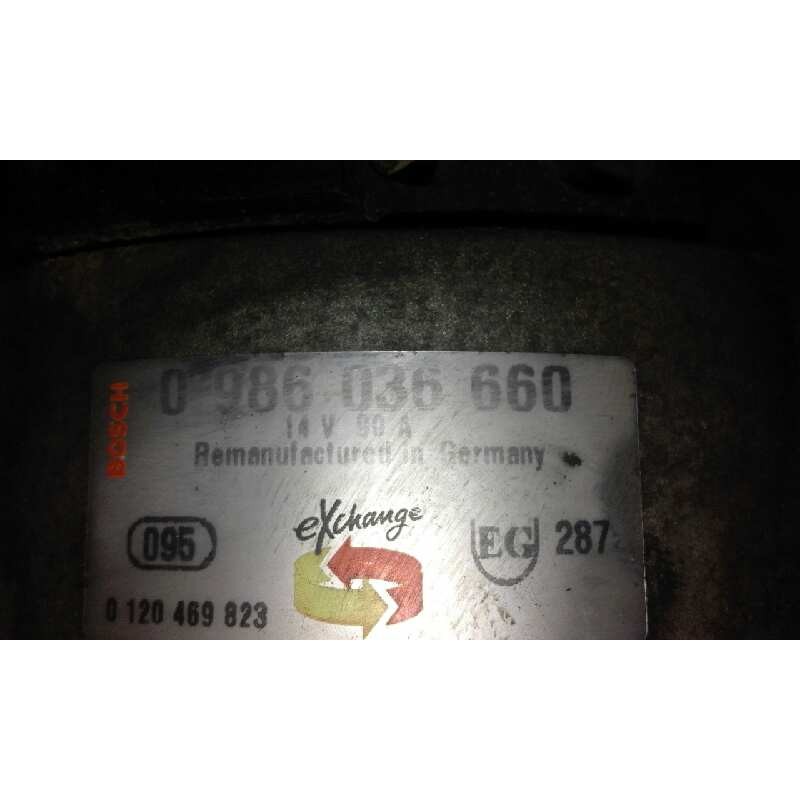 BOSCH
0 986 036 660
14 V 90 A
Remanufactured in Germany
eXchange
095
EG 287
0 120 469 823